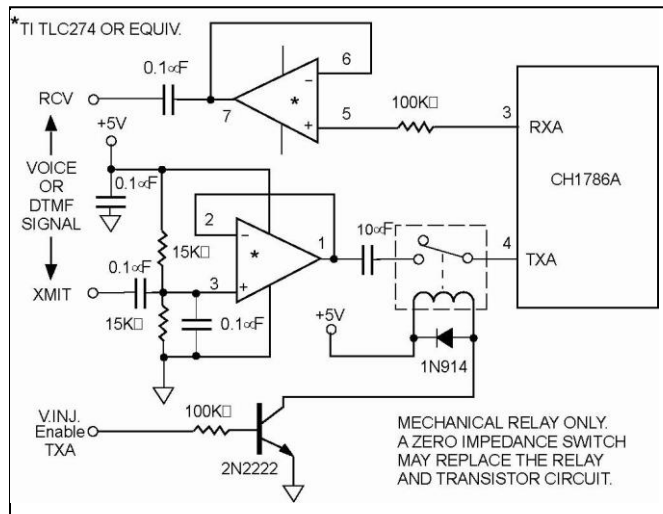 *TI TLC274 OR EQUIV.
0.1∝F
6
RCV
7
*
5
100K□
3
RXA
+5V
CH1786A
VOICE
OR
DTMF
SIGNAL
0.1∝F
2
15K□
*
1
10∝F
4
TXA
0.1∝F
XMIT
3
15K□
0.1∝F
+5V
1N914
V.INJ.
Enable
TXA
100K□
2N2222
MECHANICAL RELAY ONLY.
A ZERO IMPEDANCE SWITCH
MAY REPLACE THE RELAY
AND TRANSISTOR CIRCUIT.